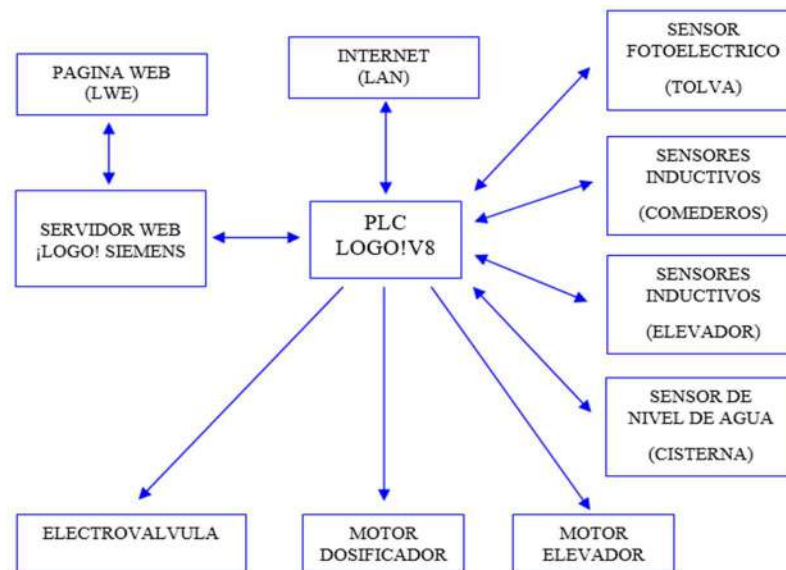 PAGINA WEB
(LWE)
INTERNET
(LAN)
SENSOR
FOTOELECTRICO
(TOLVA)
SENSORES
INDUCTIVOS
(COMEDEROS)
SERVIDOR WEB
¡LOGO! SIEMENS
PLC
LOGO!V8
SENSORES
INDUCTIVOS
(ELEVADOR)
SENSOR DE
NIVEL DE AGUA
(CISTERNA)
ELECTROVALVULA
MOTOR
DOSIFICADOR
MOTOR
ELEVADOR